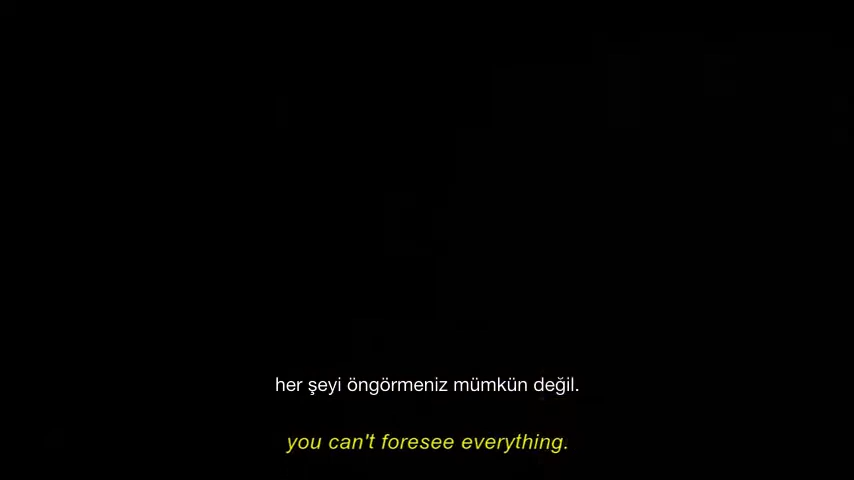 her şeyi öngörmeniz mümkün değil.
you can't foresee everything.